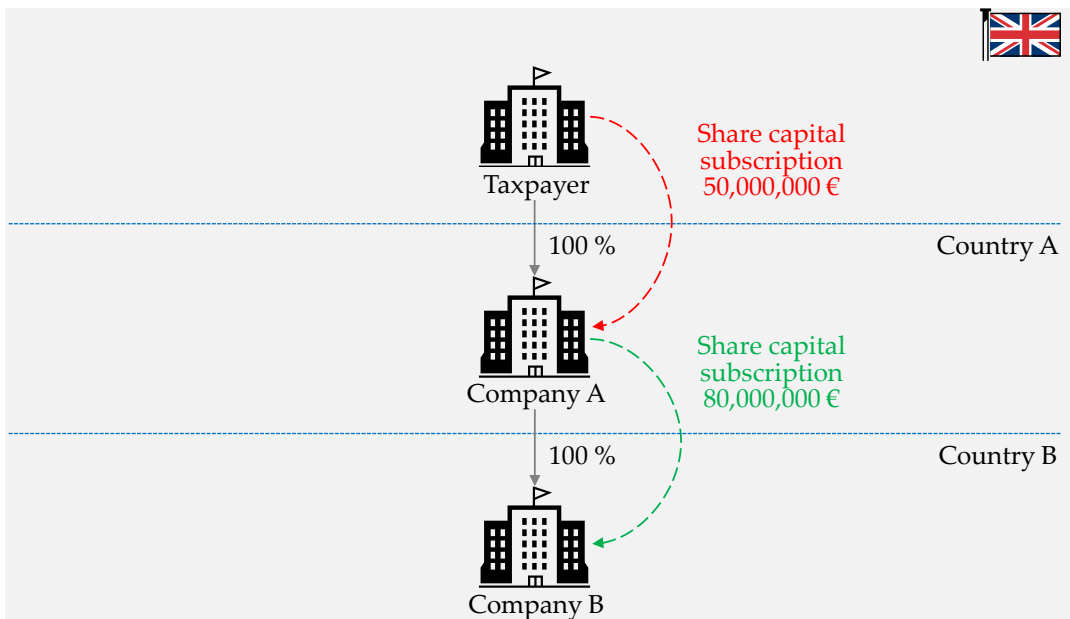 Share capital
subscription
50,000,000 €
Taxpayer
100 %
Country A
Share capital
subscription
80,000,000 €
Company A
100 %
Country B
Company B